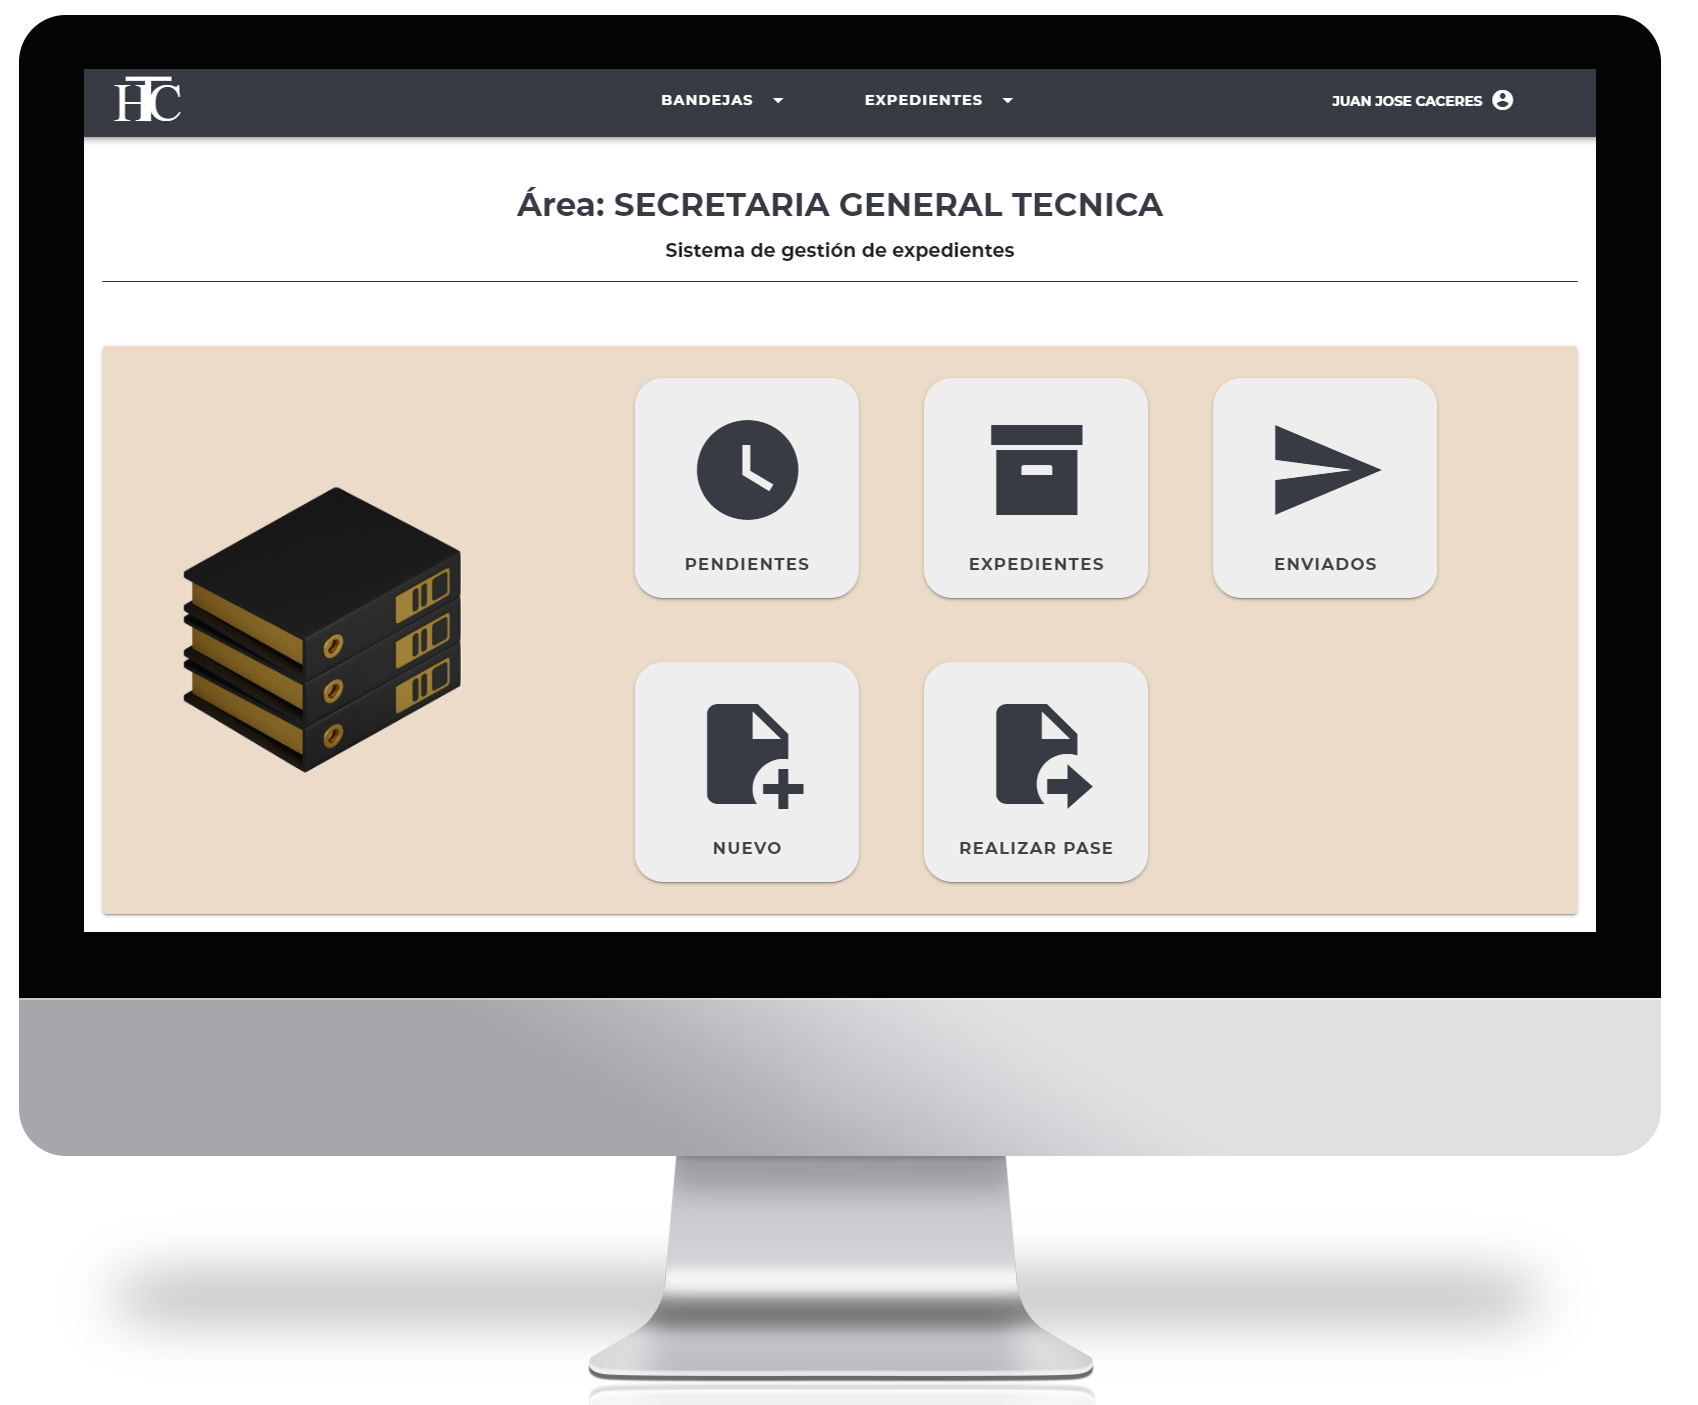 HTC
BANDEJAS
EXPEDIENTES
JUAN JOSE CACERES
Área: SECRETARIA GENERAL TECNICA
Sistema de gestión de expedientes
PENDIENTES
EXPEDIENTES
ENVIADOS
NUEVO
REALIZAR PASE